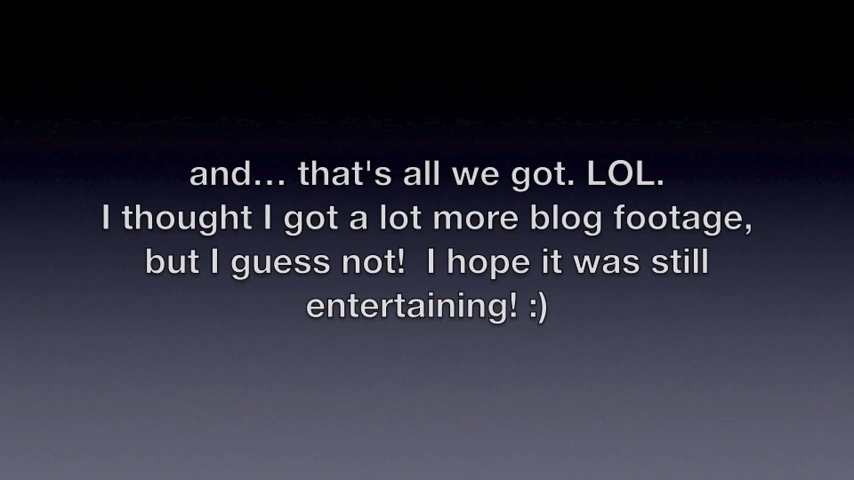 and... that's all we got. LOL.
I thought I got a lot more blog footage,
but I guess not!  I hope it was still
entertaining! :)